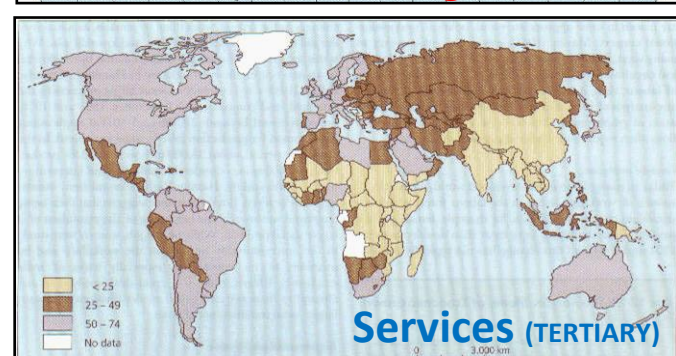 < 25
25 – 49
50 – 74
No data
Services (TERTIARY)
0 3,000 km